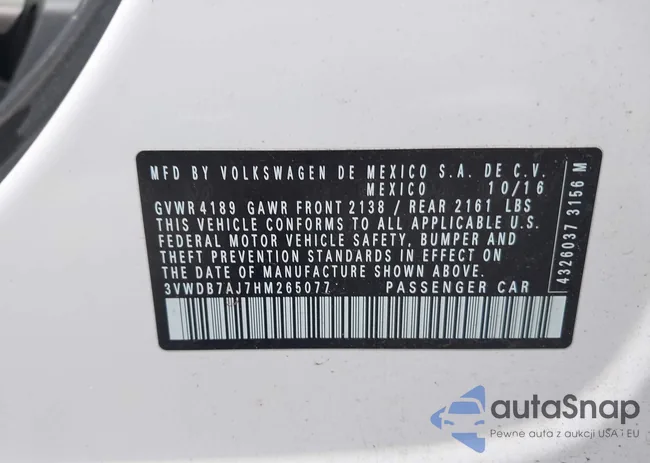 MFD BY VOLKSWAGEN DE MEXICO S.A. DE C.V.
MEXICO 10/16
GVWR 4189 GAWR FRONT 2138 / REAR 2161 LBS
THIS VEHICLE CONFORMS TO ALL APPLICABLE U.S.
FEDERAL MOTOR VEHICLE SAFETY, BUMPER AND
THEFT PREVENTION STANDARDS IN EFFECT ON
THE DATE OF MANUFACTURE SHOWN ABOVE.
3VWDB7AJ7HM265077 PASSENGER CAR
4326037 3156 M
autoSnap
Pewne auta z aukcji USA i EU